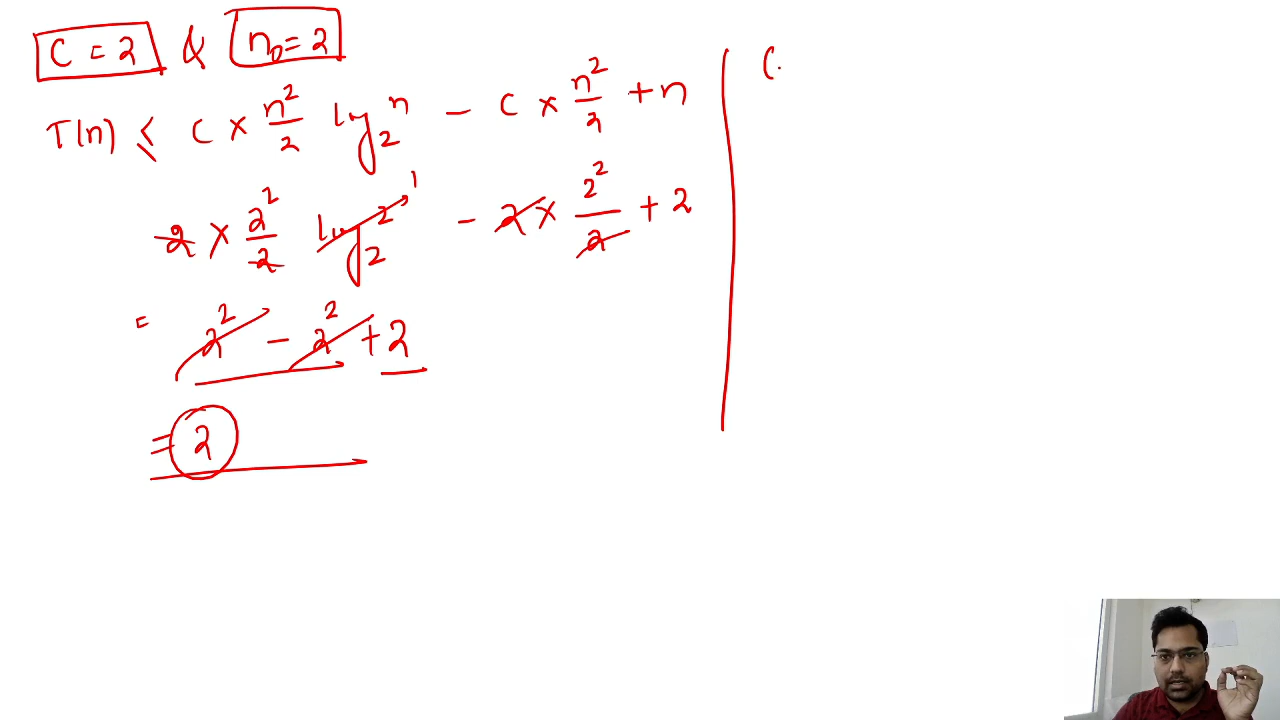 C = 2 & n₀ = 2
T(n) ≤ C × n²/2 log₂ n - C × n²/2 + n
2 × 2²/2 log₂ 2 1 - 2 × 2²/2 + 2
= 2² - 2² + 2
= 2
(